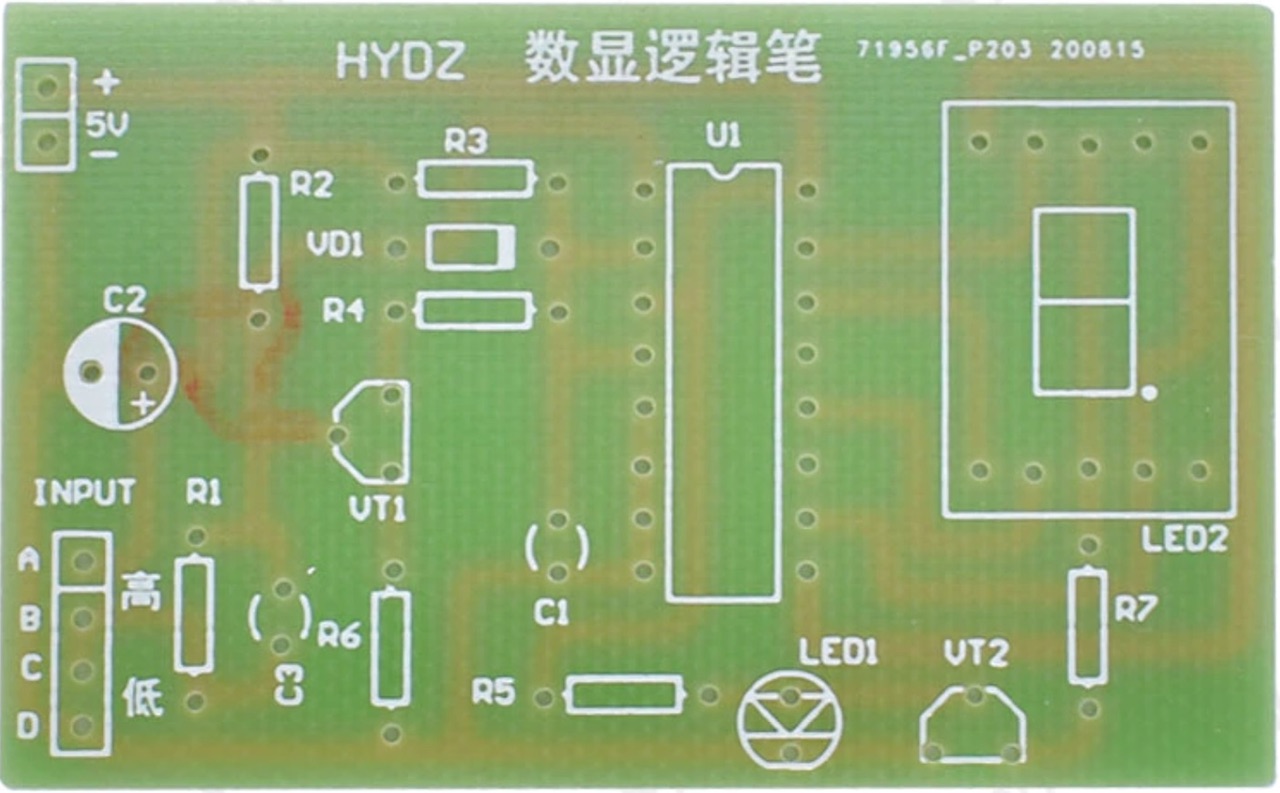 HYDZ 数显逻辑笔 71956F_P203 200815
+
5V
−
R3
U1
R2
VD1
C2
R4
+
INPUT
R1
VT1
LED2
A
高
B
C1
R7
R6
C
LED1
VT2
C3
低
R5
D